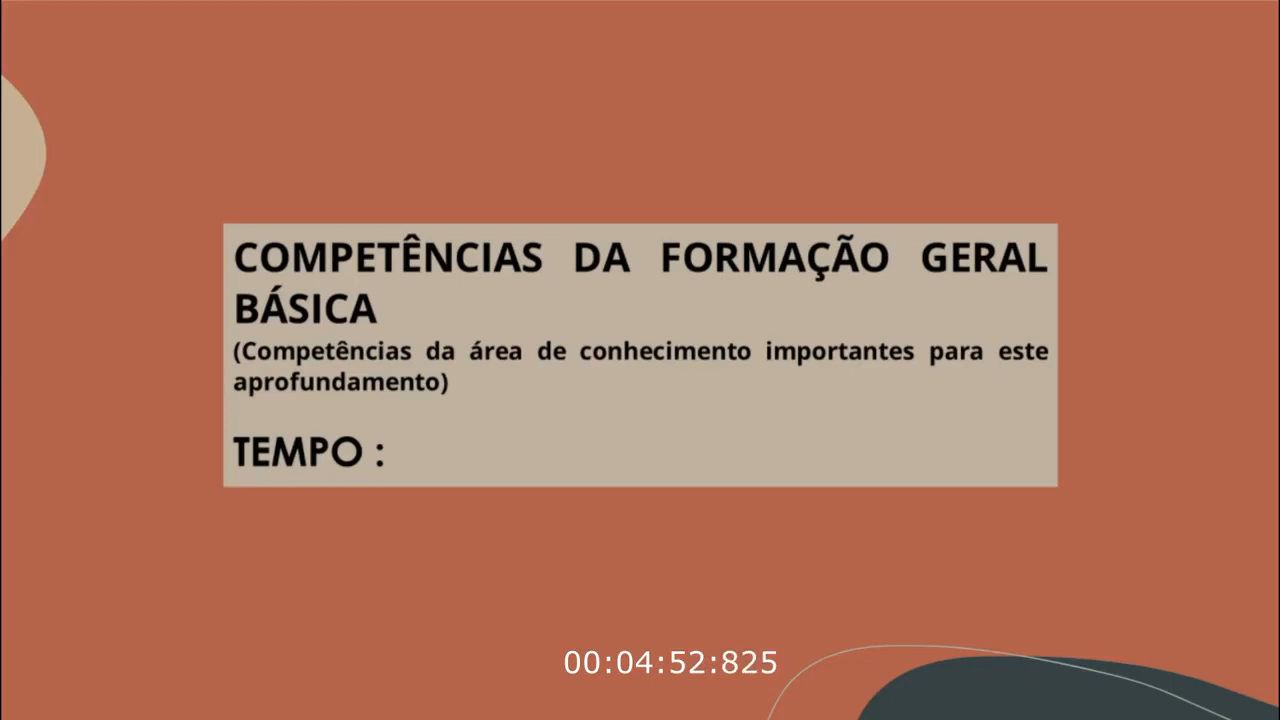 COMPETÊNCIAS DA FORMAÇÃO GERAL
BÁSICA
(Competências da área de conhecimento importantes para este
aprofundamento)
TEMPO :
00:04:52:825